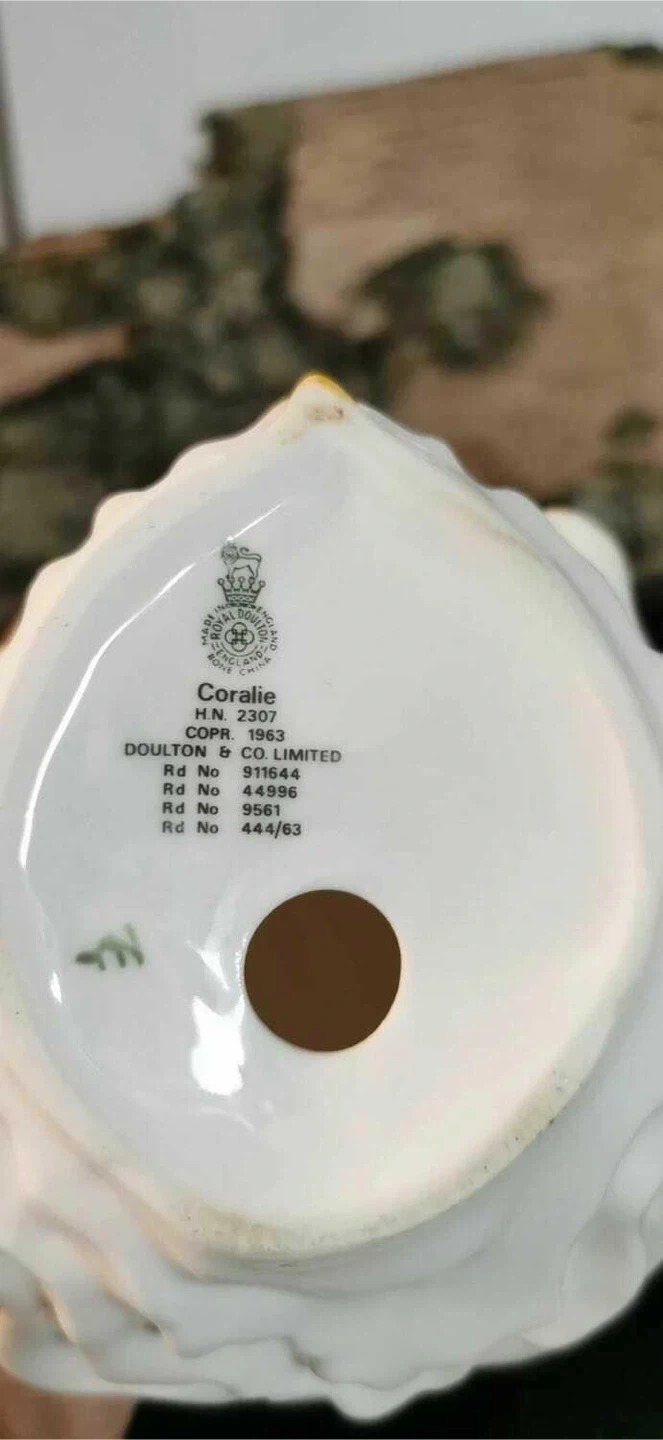 MADE IN ENGLAND
ROYAL DOULTON
ENGLAND
BONE CHINA
Coralie
H.N. 2307
COPR. 1963
DOULTON & CO. LIMITED
Rd No 911644
Rd No 44996
Rd No 9561
Rd No 444/63